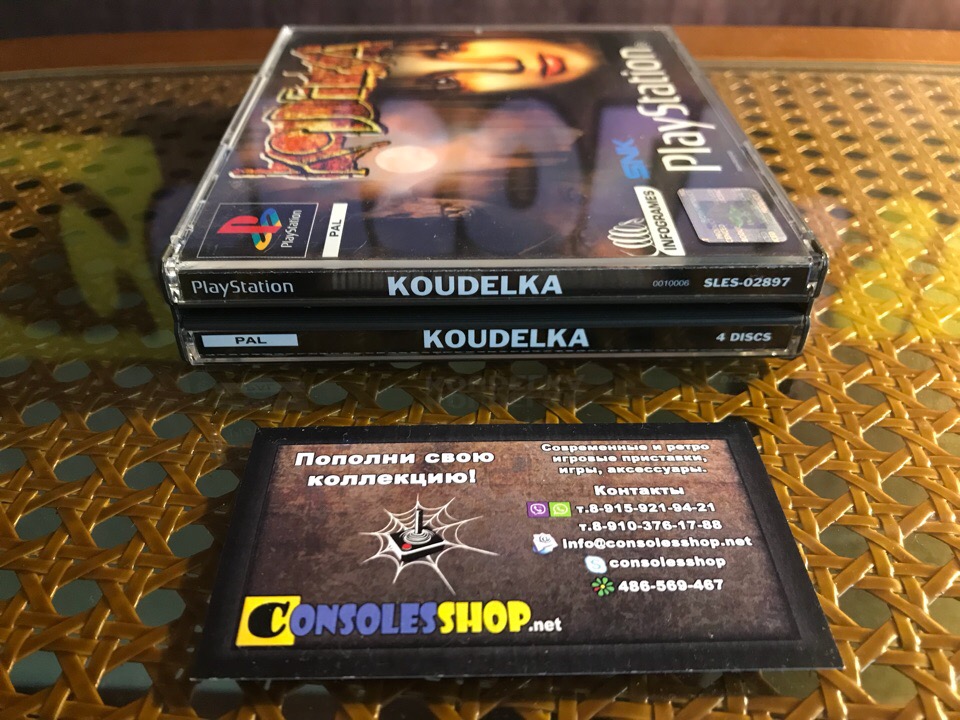 KOUDELKA
PlayStation
PAL
SNK
PlayStation
INFOGRAMES
PlayStation KOUDELKA 0010006 SLES-02897
PAL KOUDELKA 4 DISCS
Пополни свою
коллекцию!
CONSOLESSHOP.net
Современные и ретро
игровые приставки,
игры, аксессуары.
Контакты
т.8-915-921-94-21
т.8-910-376-17-88
info@consolesshop.net
consolesshop
486-569-467